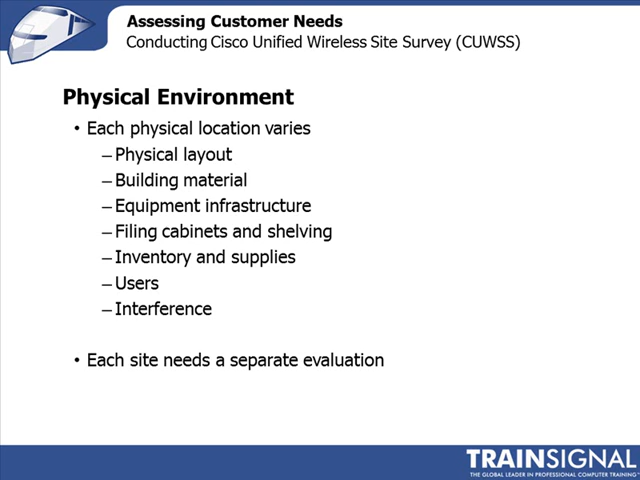 Assessing Customer Needs
Conducting Cisco Unified Wireless Site Survey (CUWSS)
Physical Environment
• Each physical location varies
– Physical layout
– Building material
– Equipment infrastructure
– Filing cabinets and shelving
– Inventory and supplies
– Users
– Interference
• Each site needs a separate evaluation
TRAINSIGNAL
THE GLOBAL LEADER IN PROFESSIONAL COMPUTER TRAINING